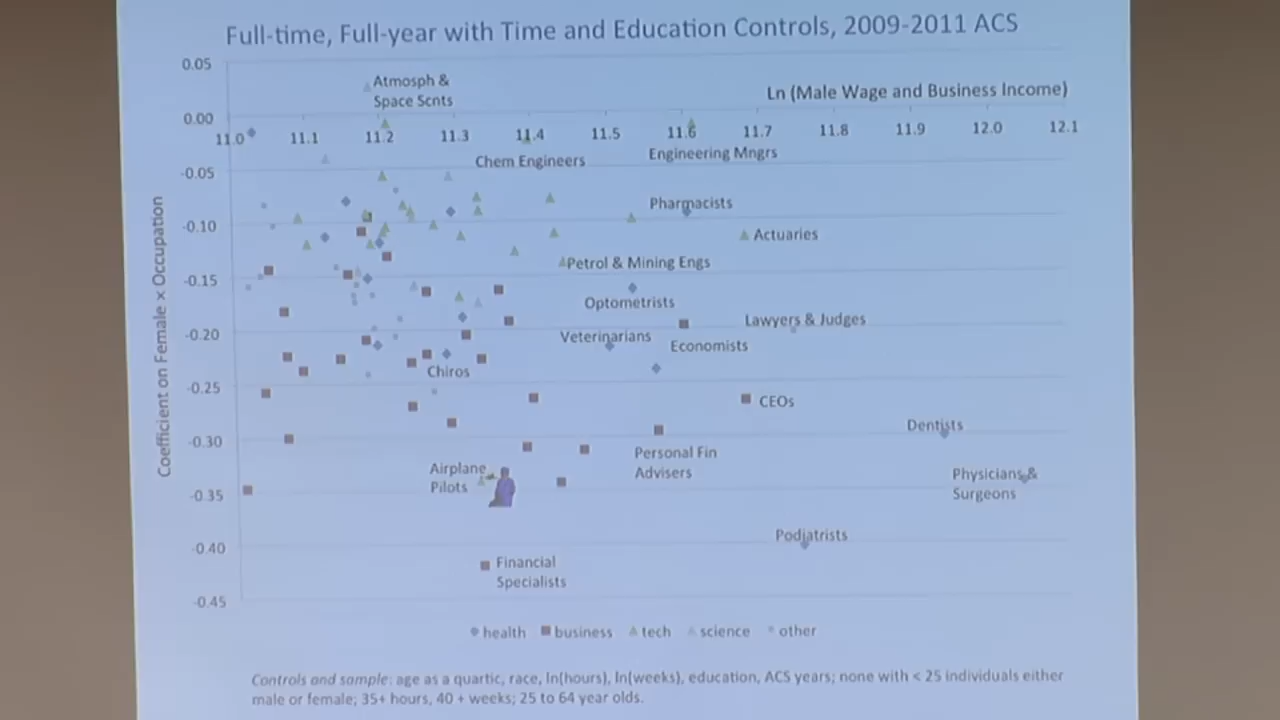 Full-time, Full-year with Time and Education Controls, 2009-2011 ACS
0.05
Atmosph &
Space Scnts
Ln (Male Wage and Business Income)
0.00
11.0 11.1 11.2 11.3 11.4 11.5 11.6 11.7 11.8 11.9 12.0 12.1
Chem Engineers
Engineering Mngrs
-0.05
Pharmacists
-0.10
Actuaries
Petrol & Mining Engs
-0.15
Optometrists
Lawyers & Judges
-0.20
Veterinarians
Economists
Chiros
-0.25
CEOs
Dentists
-0.30
Personal Fin
Advisers
Airplane
Pilots
Physicians &
Surgeons
-0.35
Podiatrists
-0.40
Financial
Specialists
-0.45
Coefficient on Female x Occupation
health business tech science other
Controls and sample: age as a quartic, race, ln(hours), ln(weeks), education, ACS years; none with < 25 individuals either
male or female; 35+ hours, 40 + weeks; 25 to 64 year olds.